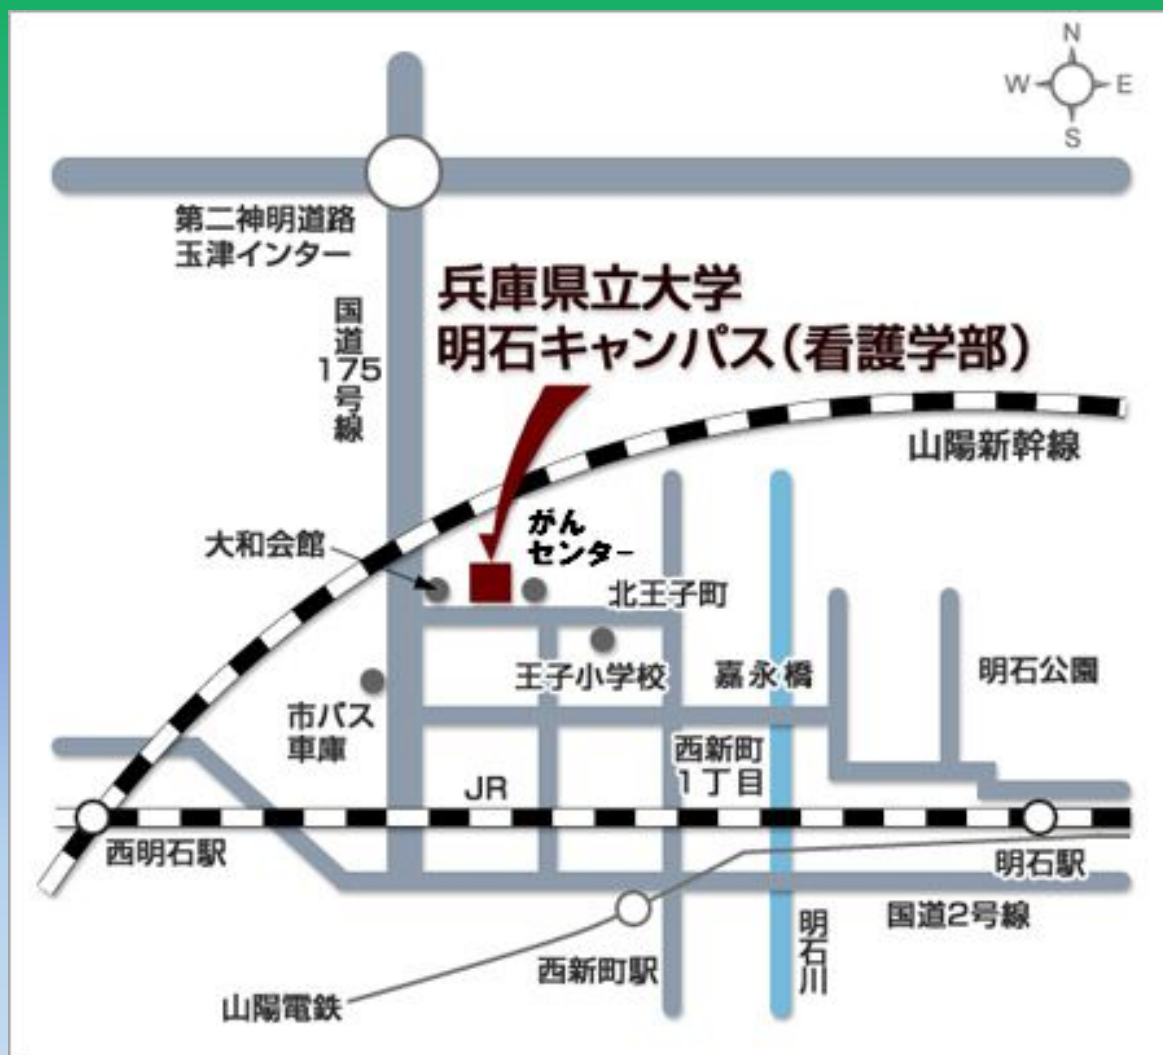 N
W E
S
第二神明道路
玉津インター
国道175号線
兵庫県立大学
明石キャンパス(看護学部)
山陽新幹線
がん
センター
大和会館
北王子町
王子小学校
嘉永橋
明石公園
市バス
車庫
西新町
1丁目
JR
西明石駅
明石駅
国道2号線
明石川
西新町駅
山陽電鉄